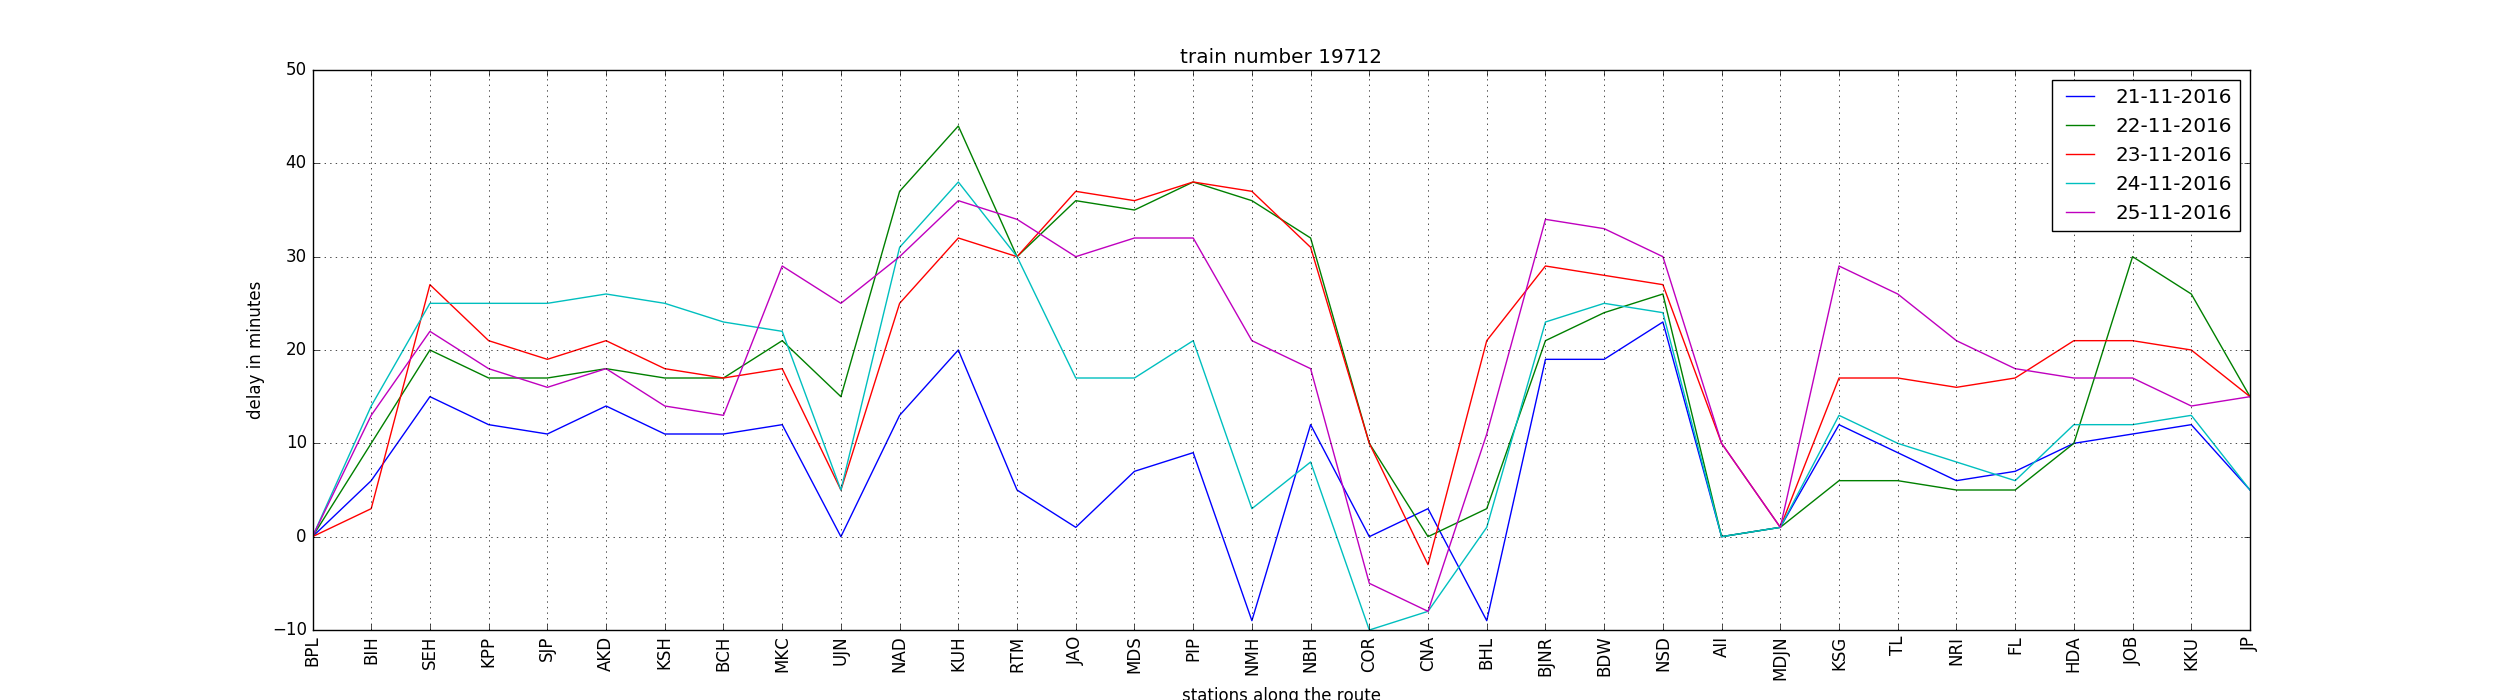 train number 19712
50
40
30
20
10
0
−10
delay in minutes
21-11-2016
22-11-2016
23-11-2016
24-11-2016
25-11-2016
BPL
BIH
SEH
KPP
SJP
AKD
KSH
BCH
MKC
UJN
NAD
KUH
RTM
JAO
MDS
PIP
NMH
NBH
COR
CNA
BHL
BJNR
BDW
NSD
AII
MDJN
KSG
TL
NRI
FL
HDA
JOB
KKU
JP
stations along the route